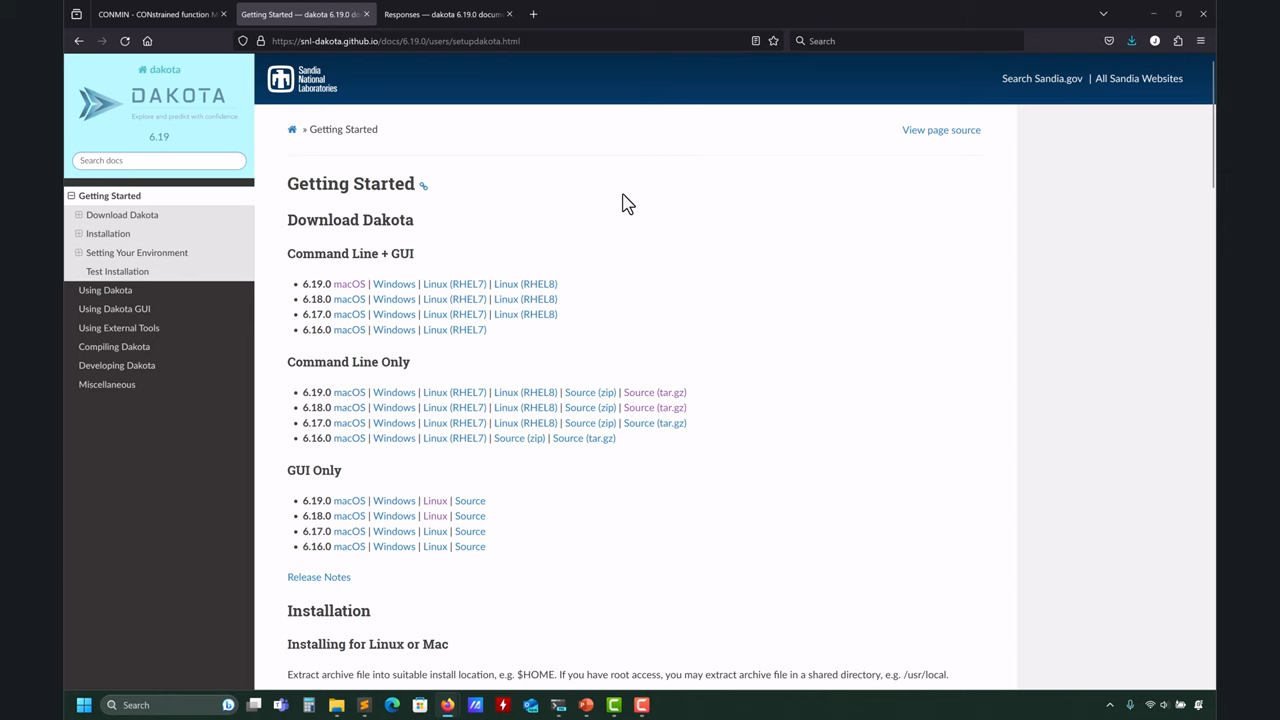 CONMIN - CONstrained function M
Getting Started — dakota 6.19.0 do
Responses — dakota 6.19.0 docum
https://snl-dakota.github.io/docs/6.19.0/users/setupdakota.html
Search
dakota
DAKOTA
Explore and predict with confidence.
6.19
Search docs
Getting Started
Download Dakota
Installation
Setting Your Environment
Test Installation
Using Dakota
Using Dakota GUI
Using External Tools
Compiling Dakota
Developing Dakota
Miscellaneous
Sandia
National
Laboratories
Search Sandia.gov | All Sandia Websites
» Getting Started
View page source
Getting Started
Download Dakota
Command Line + GUI
• 6.19.0 macOS | Windows | Linux (RHEL7) | Linux (RHEL8)
• 6.18.0 macOS | Windows | Linux (RHEL7) | Linux (RHEL8)
• 6.17.0 macOS | Windows | Linux (RHEL7) | Linux (RHEL8)
• 6.16.0 macOS | Windows | Linux (RHEL7)
Command Line Only
• 6.19.0 macOS | Windows | Linux (RHEL7) | Linux (RHEL8) | Source (zip) | Source (tar.gz)
• 6.18.0 macOS | Windows | Linux (RHEL7) | Linux (RHEL8) | Source (zip) | Source (tar.gz)
• 6.17.0 macOS | Windows | Linux (RHEL7) | Linux (RHEL8) | Source (zip) | Source (tar.gz)
• 6.16.0 macOS | Windows | Linux (RHEL7) | Source (zip) | Source (tar.gz)
GUI Only
• 6.19.0 macOS | Windows | Linux | Source
• 6.18.0 macOS | Windows | Linux | Source
• 6.17.0 macOS | Windows | Linux | Source
• 6.16.0 macOS | Windows | Linux | Source
Release Notes
Installation
Installing for Linux or Mac
Extract archive file into suitable install location, e.g. $HOME. If you have root access, you may extract archive file in a shared directory, e.g. /usr/local.
Search